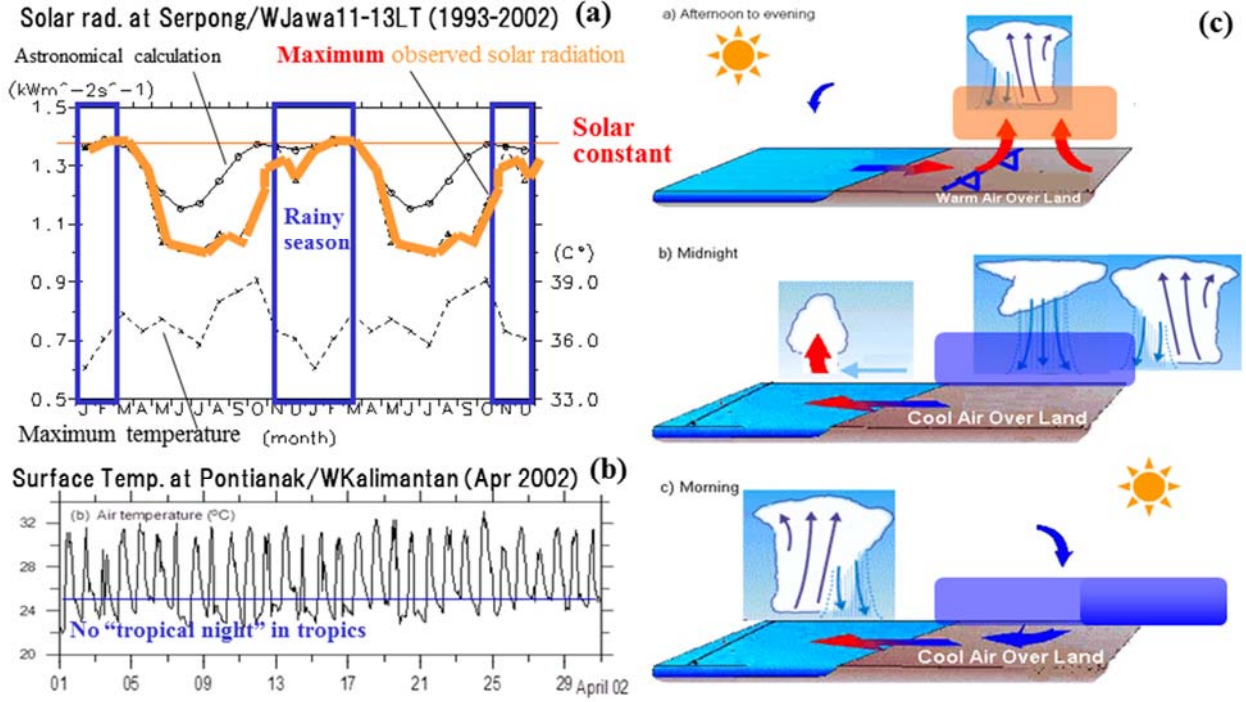 Solar rad. at Serpong/WJawa11-13LT (1993-2002) (a)
Astronomical calculation
Maximum observed solar radiation
(kWm^-2s^-1)
1.5
1.3
1.1
0.9
0.7
0.5
Solar constant
Rainy season
(C°)
39.0
36.0
33.0
J F M A M J J A S O N D J F M A M J J A S O N D
Maximum temperature
(month)
Surface Temp. at Pontianak/WKalimantan (Apr 2002) (b)
(b) Air temperature (ºC)
32
28
24
20
No “tropical night” in tropics
01 05 09 13 17 21 25 29 April 02
(c)
a) Afternoon to evening
Warm Air Over Land
b) Midnight
Cool Air Over Land
c) Morning
Cool Air Over Land